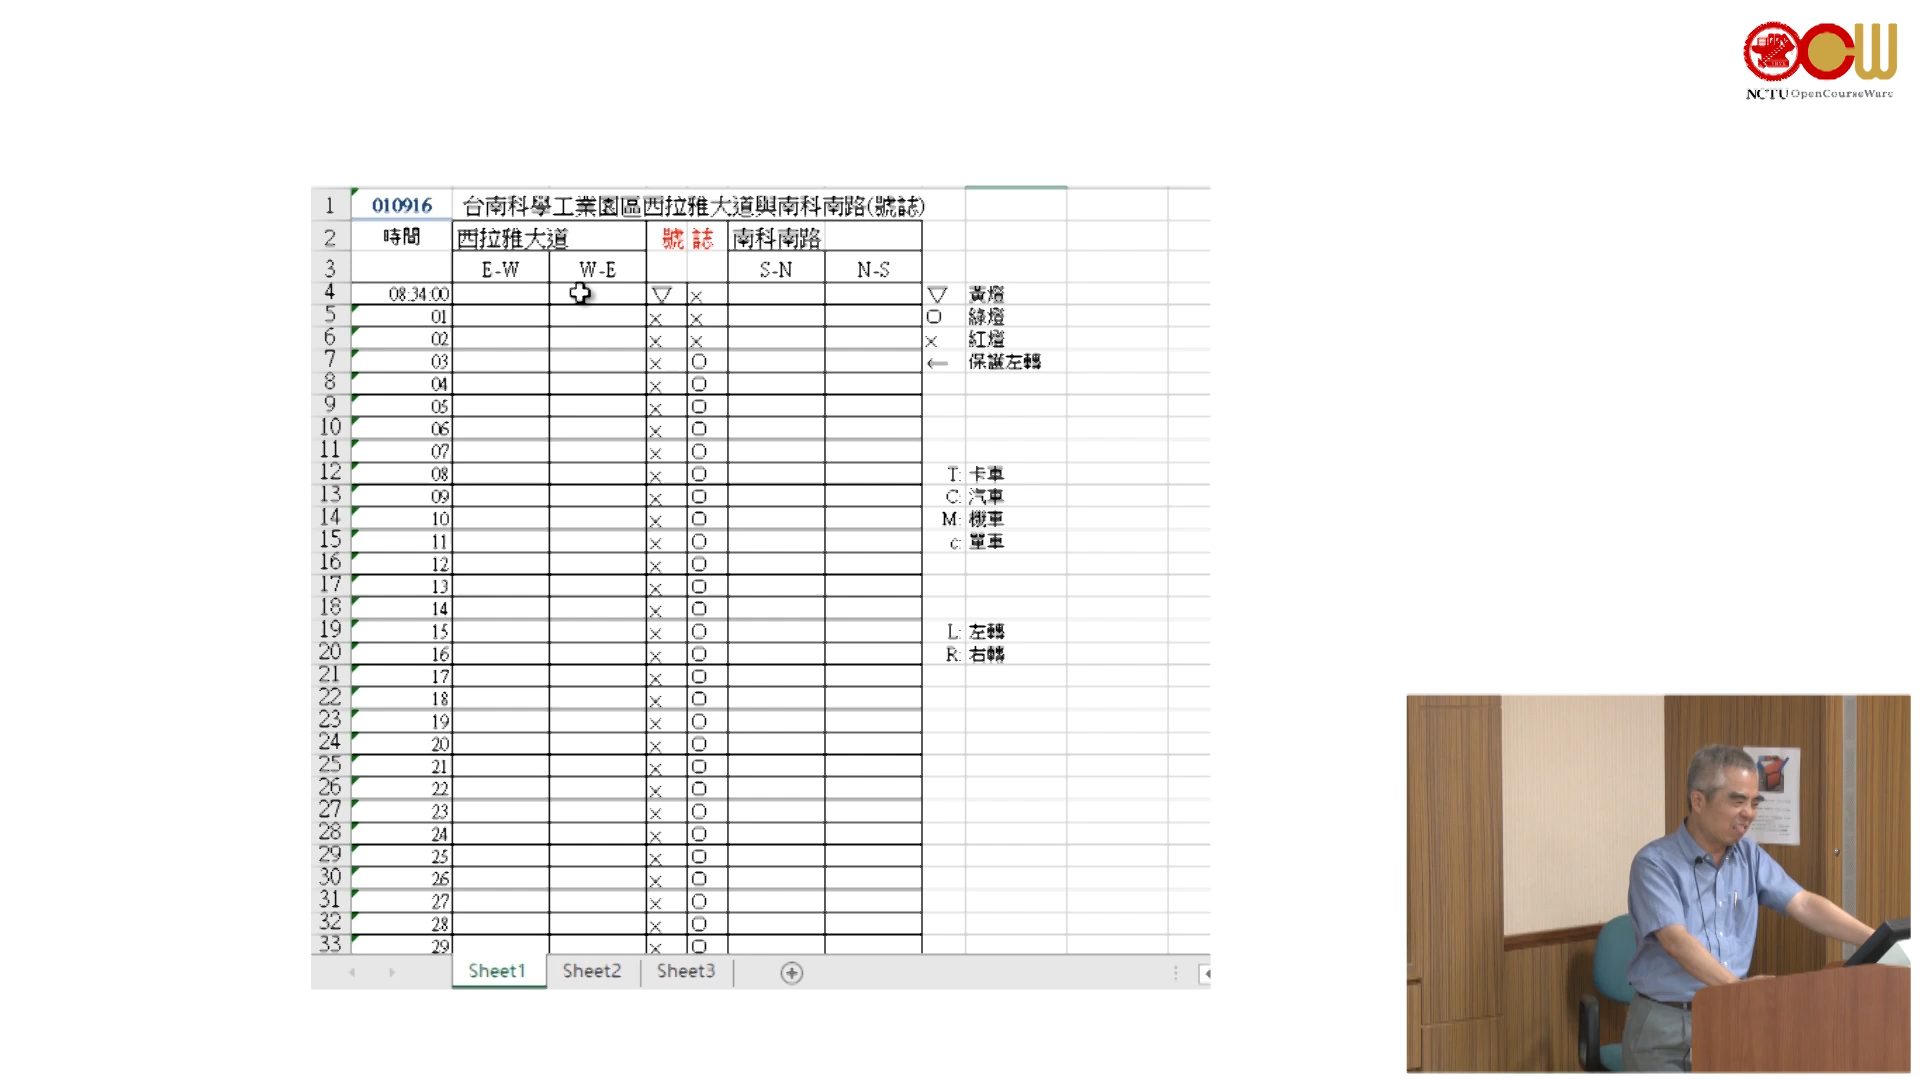 NCTU OpenCourseWare
1 010916 台南科學工業園區西拉雅大道與南科南路(號誌)
2 時間 西拉雅大道 號 誌 南科南路
3 E-W W-E S-N N-S
4 08:34:00 ▽ × ▽ 黃燈
5 01 × × ○ 綠燈
6 02 × × × 紅燈
7 03 × ○ ← 保護左轉
8 04 × ○
9 05 × ○
10 06 × ○
11 07 × ○
12 08 × ○ T: 卡車
13 09 × ○ C: 汽車
14 10 × ○ M: 機車
15 11 × ○ c: 單車
16 12 × ○
17 13 × ○
18 14 × ○
19 15 × ○ L: 左轉
20 16 × ○ R: 右轉
21 17 × ○
22 18 × ○
23 19 × ○
24 20 × ○
25 21 × ○
26 22 × ○
27 23 × ○
28 24 × ○
29 25 × ○
30 26 × ○
31 27 × ○
32 28 × ○
33 29 × ○
Sheet1 Sheet2 Sheet3